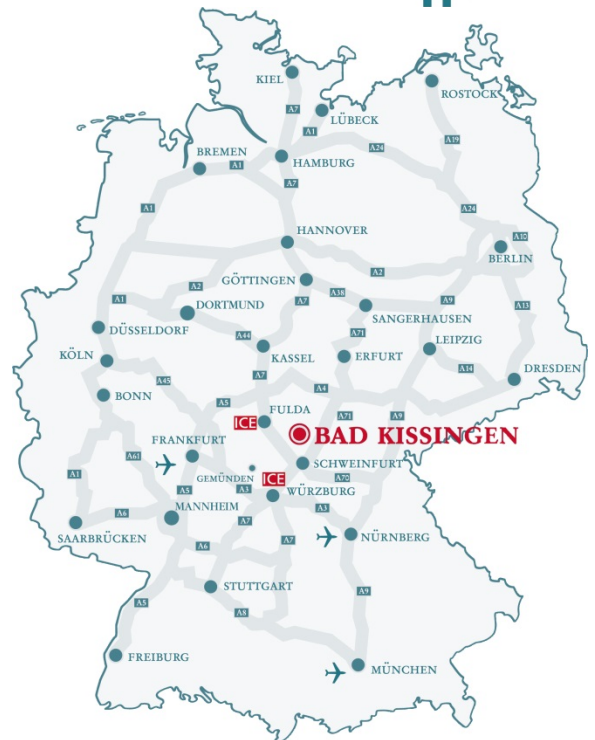 KIEL
ROSTOCK
A7
LÜBECK
A1
A19
A24
BREMEN
A1
HAMBURG
A7
A1
A24
HANNOVER
A10
BERLIN
A2
GÖTTINGEN
A2
A38
A7
A1
DORTMUND
SANGERHAUSEN
A9
A13
DÜSSELDORF
A44
A71
LEIPZIG
KÖLN
KASSEL
ERFURT
A14
DRESDEN
A7
A45
A4
BONN
A5
FULDA
A71
A9
ICE
BAD KISSINGEN
FRANKFURT
A61
SCHWEINFURT
A1
GEMÜNDEN
ICE
A70
A5
A3
WÜRZBURG
MANNHEIM
A3
A6
A7
SAARBRÜCKEN
NÜRNBERG
A6
A7
STUTTGART
A9
A5
A8
FREIBURG
MÜNCHEN